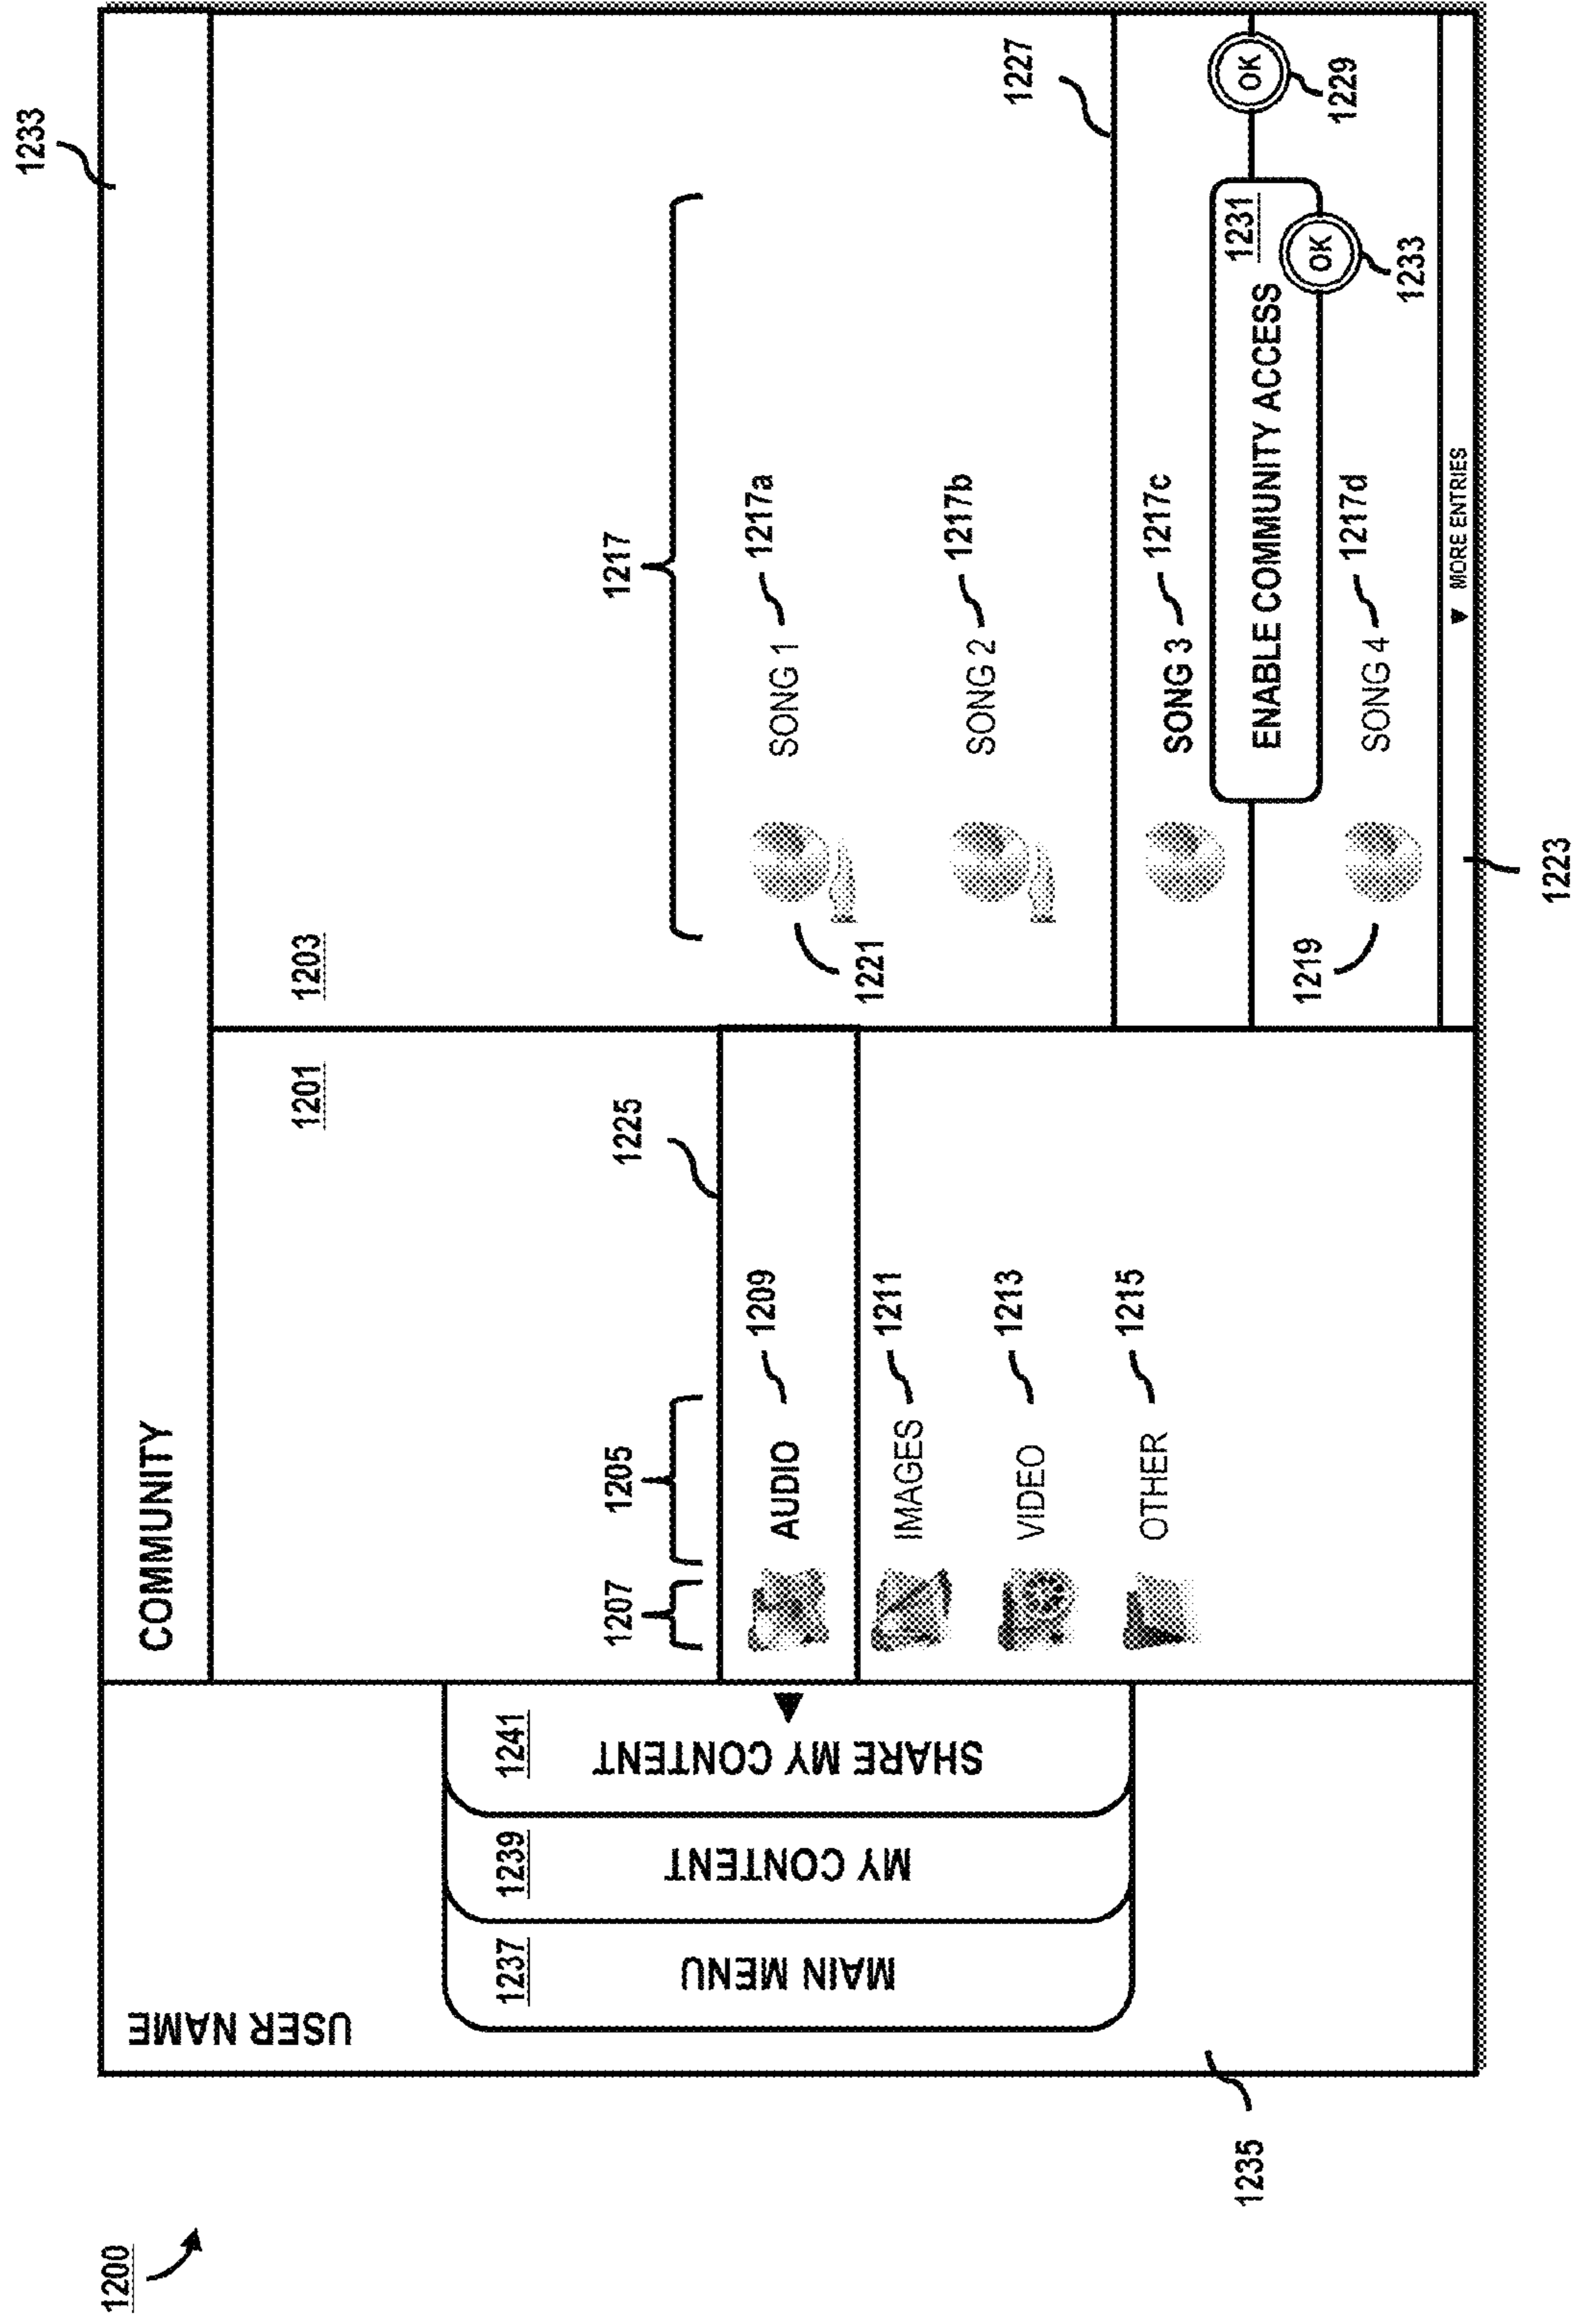 1200
1233
1235
USER NAME
COMMUNITY
1237
MAIN MENU
1239
MY CONTENT
1241
SHARE MY CONTENT
1201
1207
1205
1225
AUDIO
1209
IMAGES
1211
VIDEO
1213
OTHER
1215
1203
1217
1221
SONG 1
1217a
SONG 2
1217b
1227
SONG 3
1217c
OK
1229
ENABLE COMMUNITY ACCESS
1231
OK
1233
1219
SONG 4
1217d
▼ MORE ENTRIES
1223